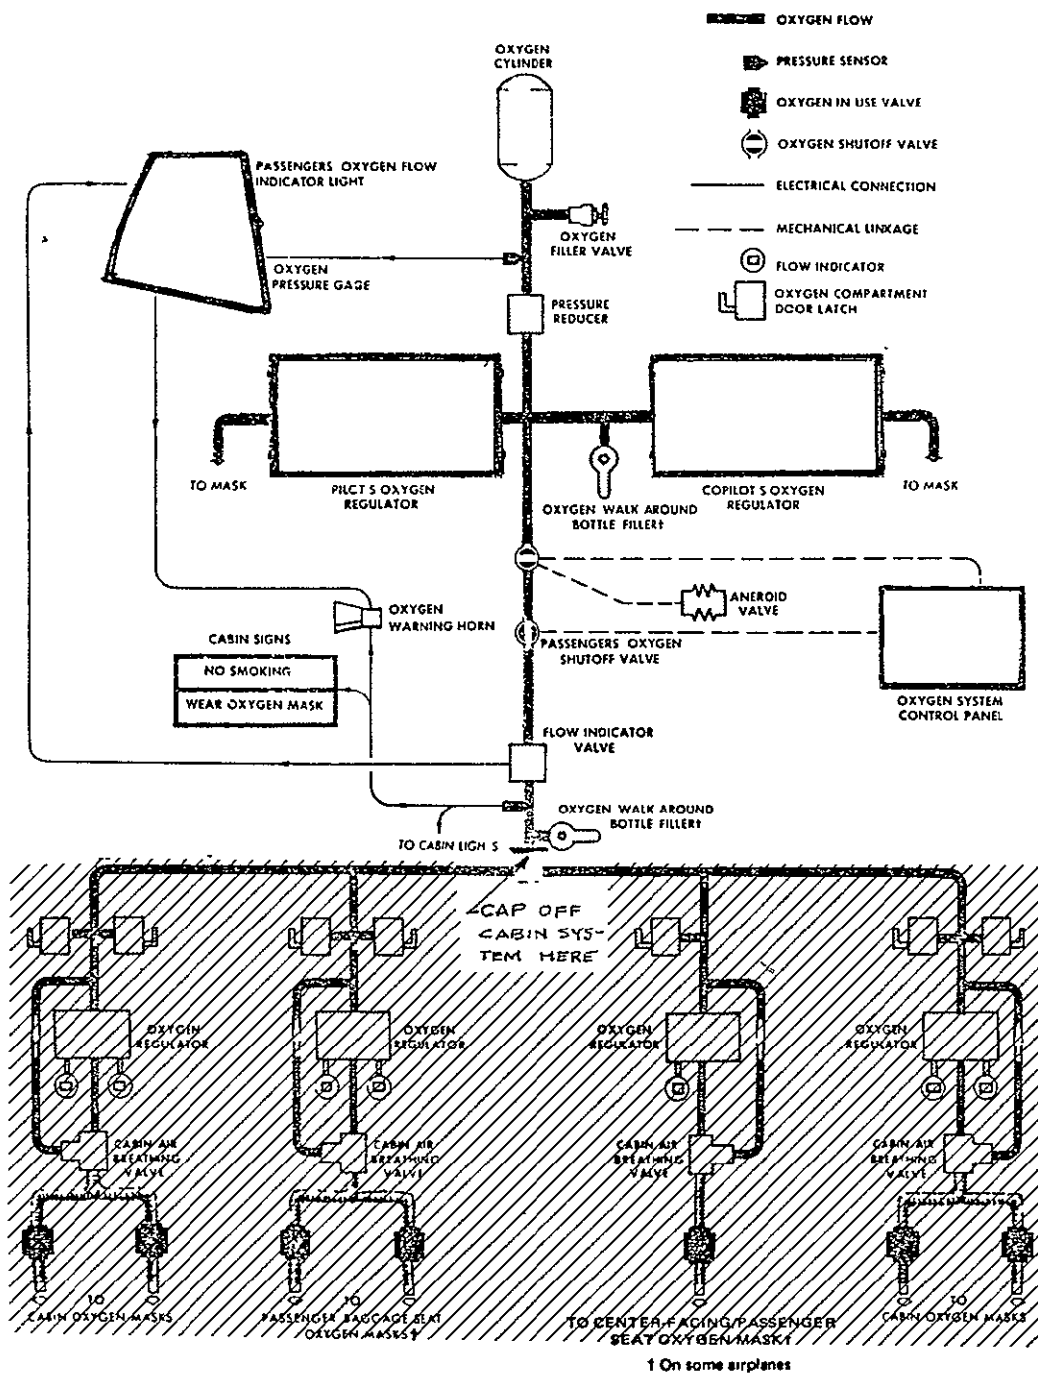 OXYGEN FLOW
PRESSURE SENSOR
OXYGEN IN USE VALVE
OXYGEN SHUTOFF VALVE
ELECTRICAL CONNECTION
MECHANICAL LINKAGE
FLOW INDICATOR
OXYGEN COMPARTMENT
DOOR LATCH
OXYGEN
CYLINDER
PASSENGERS OXYGEN FLOW
INDICATOR LIGHT
OXYGEN
FILLER VALVE
OXYGEN
PRESSURE GAGE
PRESSURE
REDUCER
TO MASK
PILOT S OXYGEN
REGULATOR
OXYGEN WALK AROUND
BOTTLE FILLER†
COPILOT S OXYGEN
REGULATOR
TO MASK
ANEROID
VALVE
OXYGEN
WARNING HORN
CABIN SIGNS
NO SMOKING
WEAR OXYGEN MASK
PASSENGERS OXYGEN
SHUTOFF VALVE
OXYGEN SYSTEM
CONTROL PANEL
FLOW INDICATOR
VALVE
OXYGEN WALK AROUND
BOTTLE FILLER†
TO CABIN LIGH S
CAP OFF
CABIN SYS-
TEM HERE
OXYGEN
REGULATOR
OXYGEN
REGULATOR
OXYGEN
REGULATOR
OXYGEN
REGULATOR
CABIN AIR
BREATHING
VALVE
CABIN AIR
BREATHING
VALVE
CABIN AIR
BREATHING
VALVE
CABIN AIR
BREATHING
VALVE
TO
CABIN OXYGEN MASKS
TO
PASSENGER BAGGAGE SEAT
OXYGEN MASKS†
TO CENTER-FACING/PASSENGER
SEAT OXYGEN MASK†
TO
CABIN OXYGEN MASKS
† On some airplanes